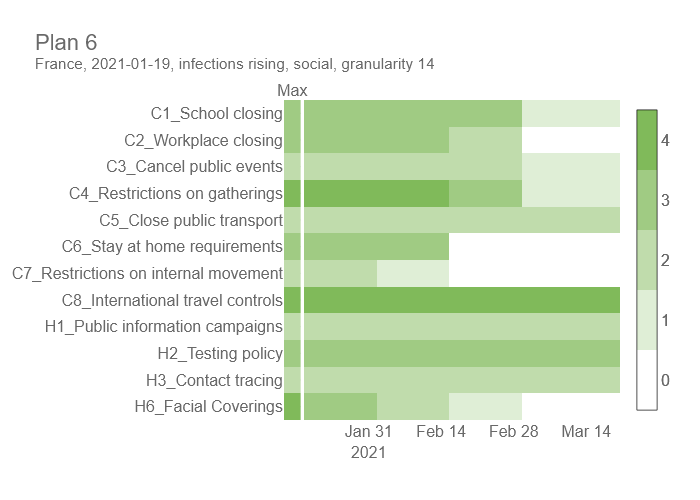 Plan 6
France, 2021-01-19, infections rising, social, granularity 14
Max
C1_School closing
C2_Workplace closing
C3_Cancel public events
C4_Restrictions on gatherings
C5_Close public transport
C6_Stay at home requirements
C7_Restrictions on internal movement
C8_International travel controls
H1_Public information campaigns
H2_Testing policy
H3_Contact tracing
H6_Facial Coverings
Jan 31 Feb 14 Feb 28 Mar 14
2021
4
3
2
1
0